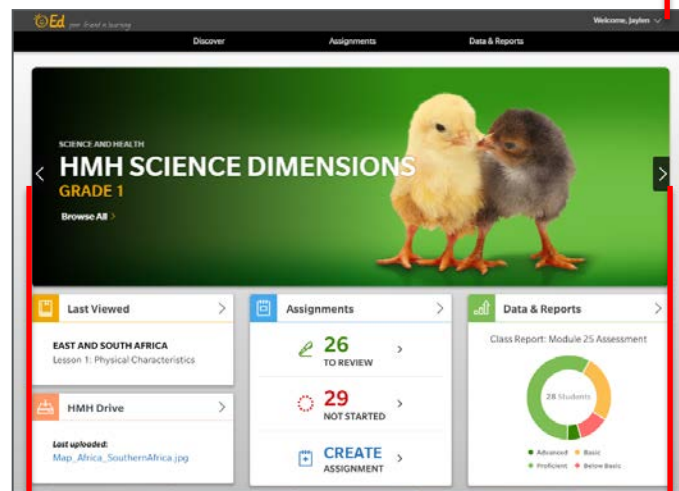 Ed your friend in learning
Welcome, Jaylen
Discover Assignments Data & Reports
SCIENCE AND HEALTH
HMH SCIENCE DIMENSIONS
GRADE 1
Browse All
Last Viewed
EAST AND SOUTH AFRICA
Lesson 1: Physical Characteristics
HMH Drive
Last uploaded:
Map_Africa_SouthernAfrica.jpg
Assignments
26
TO REVIEW
29
NOT STARTED
CREATE
ASSIGNMENT
Data & Reports
Class Report: Module 25 Assessment
28 Students
Advanced Basic
Proficient Below Basic